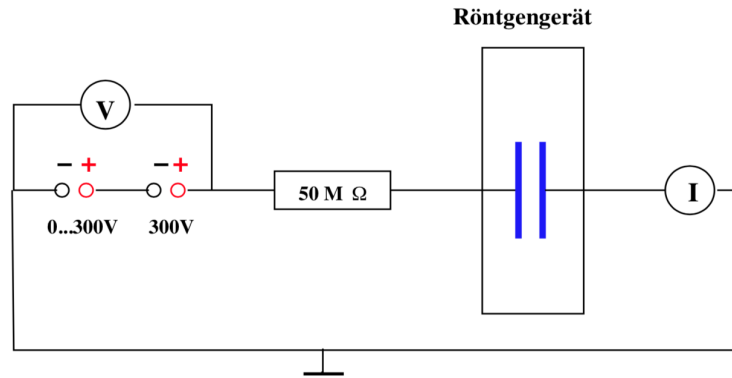 Röntgengerät
V
− + − +
50 M Ω
I
0...300V 300V